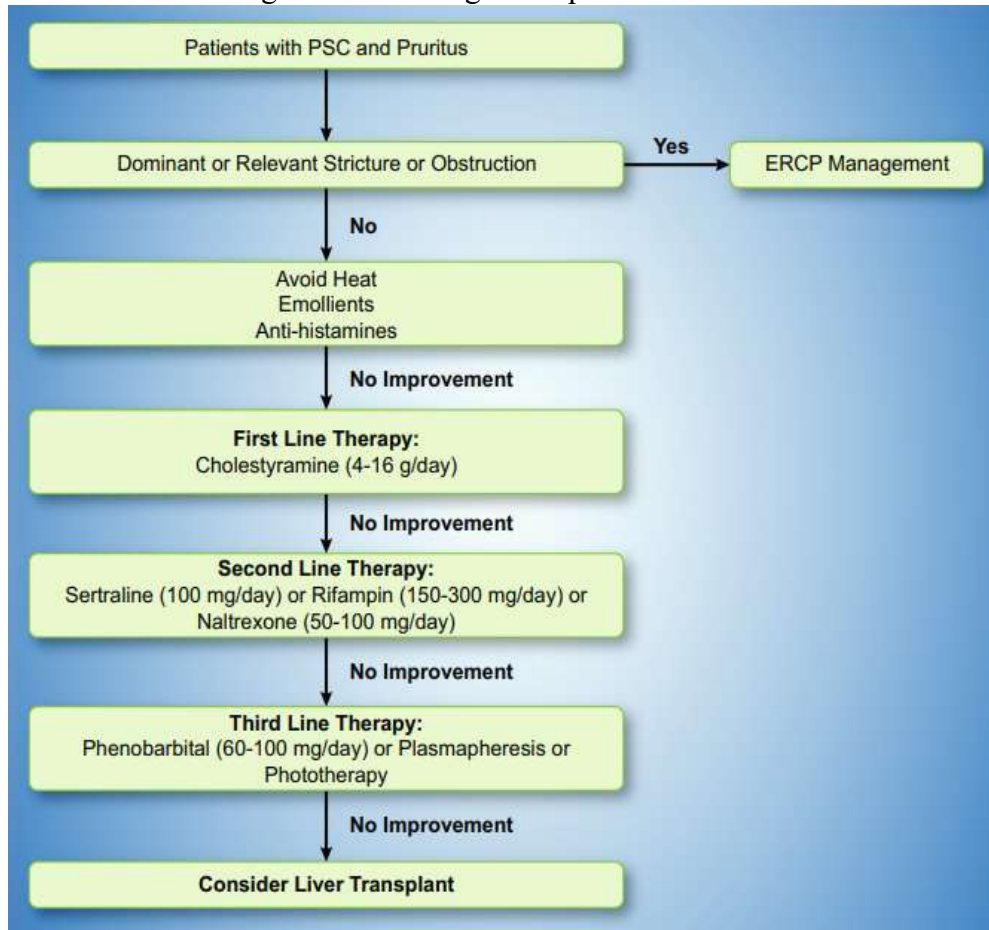 Patients with PSC and Pruritus
Dominant or Relevant Stricture or Obstruction
Yes
ERCP Management
No
Avoid Heat
Emollients
Anti-histamines
No Improvement
First Line Therapy:
Cholestyramine (4-16 g/day)
No Improvement
Second Line Therapy:
Sertraline (100 mg/day) or Rifampin (150-300 mg/day) or
Naltrexone (50-100 mg/day)
No Improvement
Third Line Therapy:
Phenobarbital (60-100 mg/day) or Plasmapheresis or
Phototherapy
No Improvement
Consider Liver Transplant